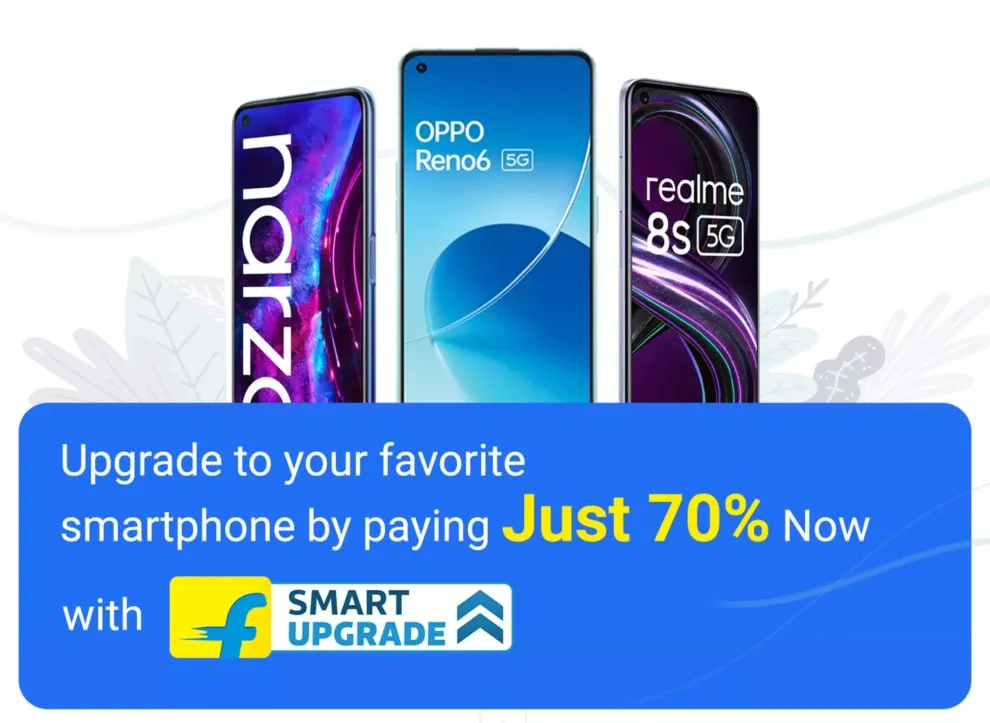 narzo
OPPO
Reno6 5G
realme
8s 5G
Upgrade to your favorite
smartphone by paying Just 70% Now
with f SMART
UPGRADE